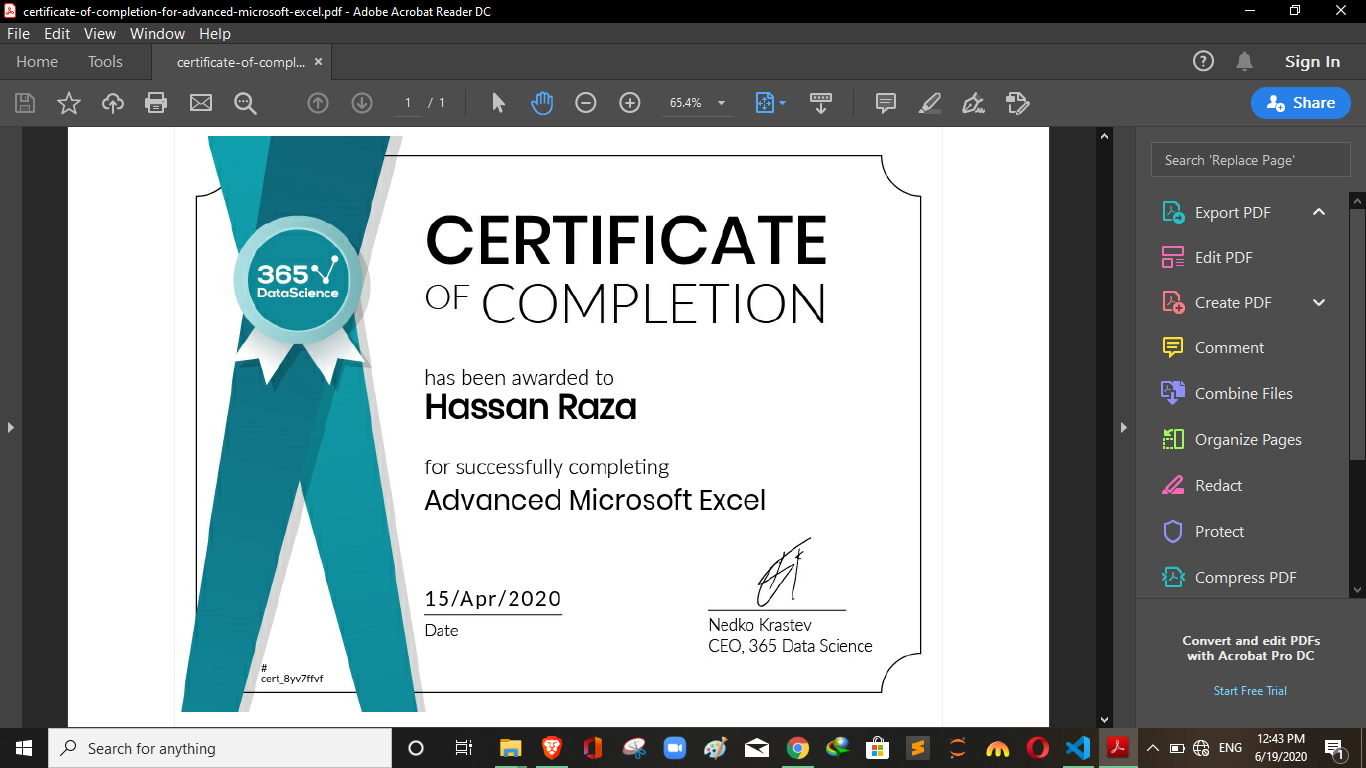 certificate-of-completion-for-advanced-microsoft-excel.pdf - Adobe Acrobat Reader DC
File Edit View Window Help
Home Tools certificate-of-compl... × Sign In
1 / 1 65.4% Share
365
DataScience
CERTIFICATE
OF COMPLETION
has been awarded to
Hassan Raza
for successfully completing
Advanced Microsoft Excel
15/Apr/2020
Date
Nedko Krastev
CEO, 365 Data Science
#
cert_8yv7ffvf
Search 'Replace Page'
Export PDF
Edit PDF
Create PDF
Comment
Combine Files
Organize Pages
Redact
Protect
Compress PDF
Convert and edit PDFs
with Acrobat Pro DC
Start Free Trial
Search for anything
ENG
12:43 PM
6/19/2020
1